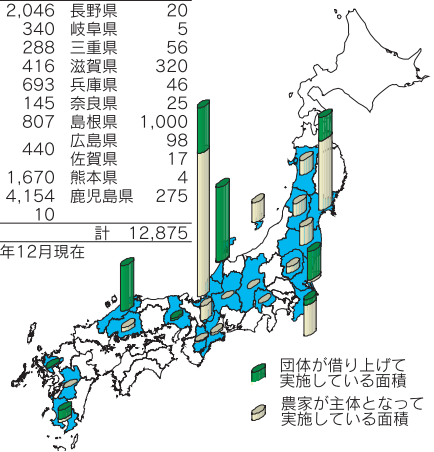 2,046 長野県 20
340 岐阜県 5
288 三重県 56
416 滋賀県 320
693 兵庫県 46
145 奈良県 25
807 島根県 1,000
440 広島県 98
佐賀県 17
1,670 熊本県 4
4,154 鹿児島県 275
10
計 12,875
年12月現在
団体が借り上げて
実施している面積
農家が主体となって
実施している面積